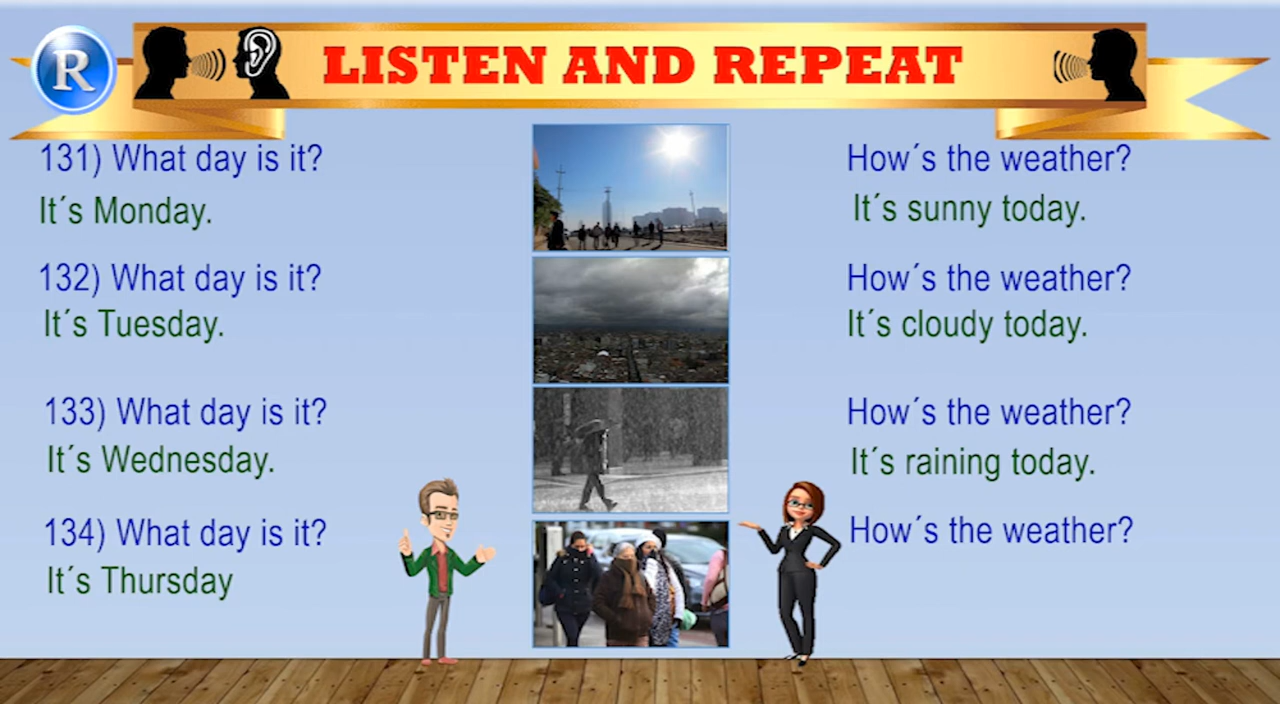 R
LISTEN AND REPEAT
131) What day is it?
How´s the weather?
It´s Monday.
It´s sunny today.
132) What day is it?
How´s the weather?
It´s Tuesday.
It´s cloudy today.
133) What day is it?
How´s the weather?
It´s Wednesday.
It´s raining today.
134) What day is it?
How´s the weather?
It´s Thursday